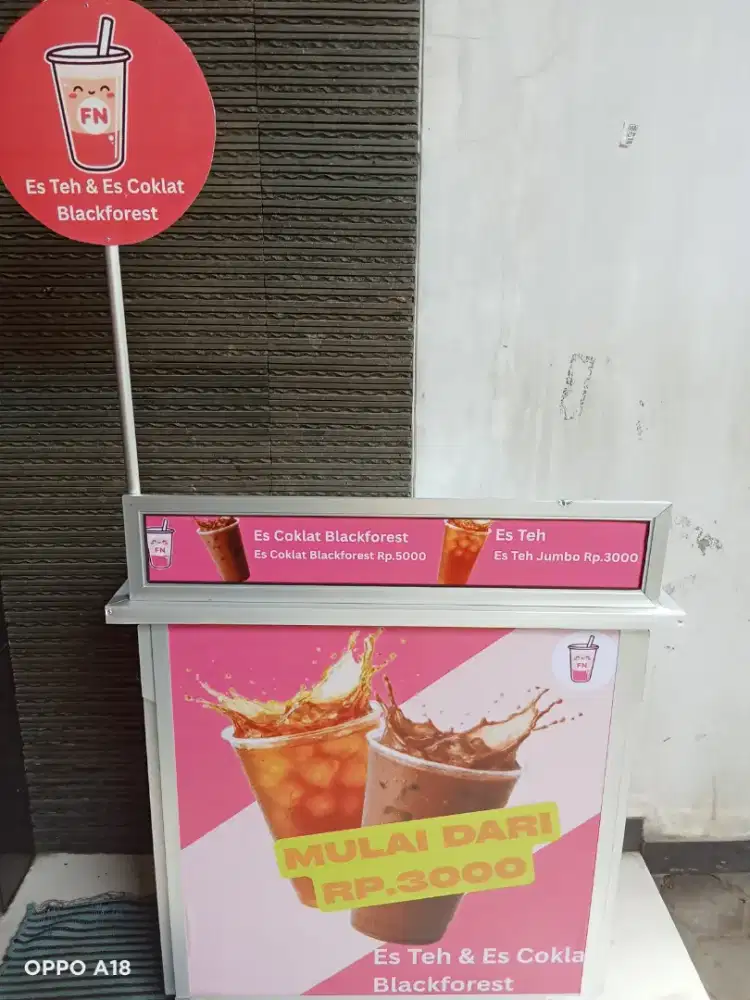 FN
Es Teh & Es Coklat
Blackforest
FN
Es Coklat Blackforest
Es Coklat Blackforest Rp.5000
Es Teh
Es Teh Jumbo Rp.3000
FN
MULAI DARI
RP.3000
Es Teh & Es Cokla
Blackforest
OPPO A18